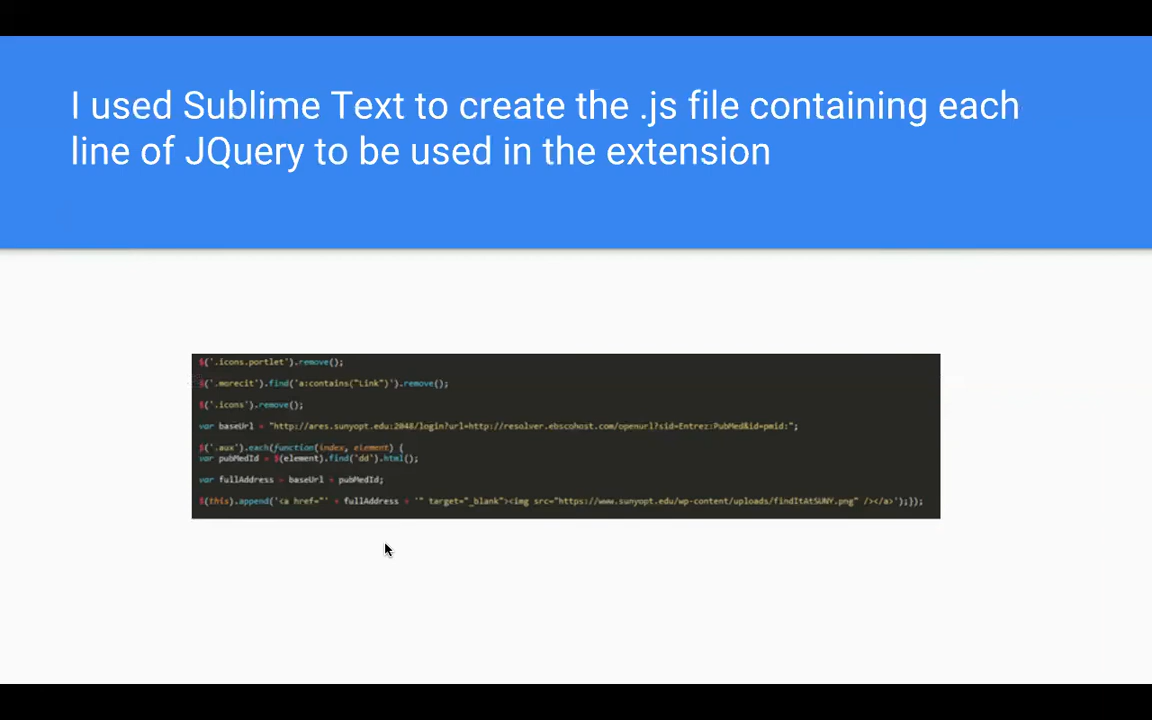 I used Sublime Text to create the .js file containing each
line of JQuery to be used in the extension
$('.icons.portlet').remove();
$('.morecit').find('a:contains("Link")').remove();
$('.icons').remove();
var baseUrl = "http://ares.sunyopt.edu:2048/login?url=http://resolver.ebscohost.com/openurl?sid=Entrez:PubMed&id=pmid:";
$('.aux').each(function(index, element) {
var pubMedId = $(element).find('dd').html();
var fullAddress = baseUrl + pubMedId;
$(this).append('<a href="' + fullAddress + '" target="_blank"><img src="https://www.sunyopt.edu/wp-content/uploads/findItAtSUNY.png" /></a>');});